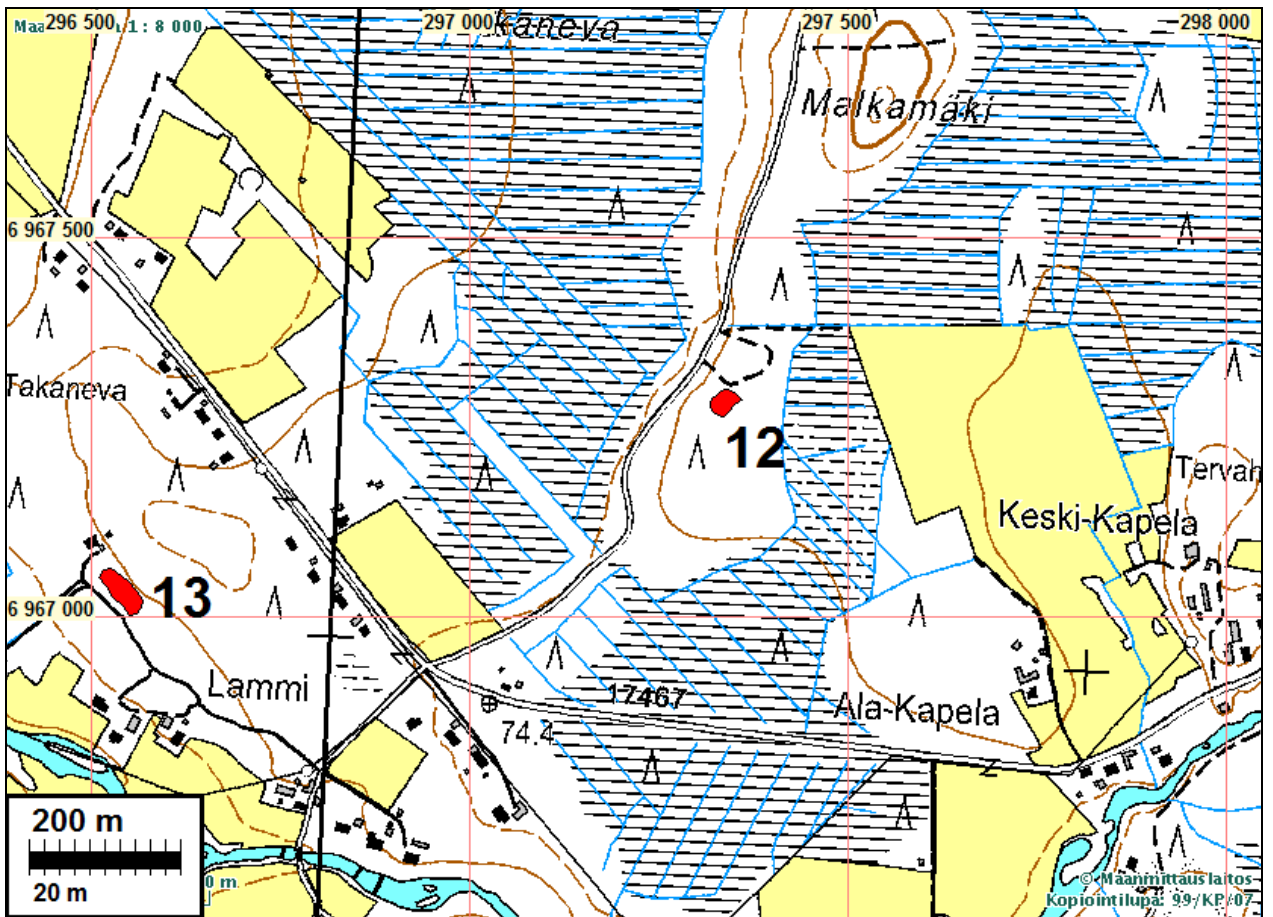 296 500
297 000
297 500
298 000
1 : 8 000
kaneva
Malkamäki
6 967 500
Takaneva
12
Keski-Kapela
13
6 967 000
Lammi
17467
Ala-Kapela
74.4
200 m
20 m
0 m
© Maanmittauslaitos
Kopiointilupa: 99/KP/07